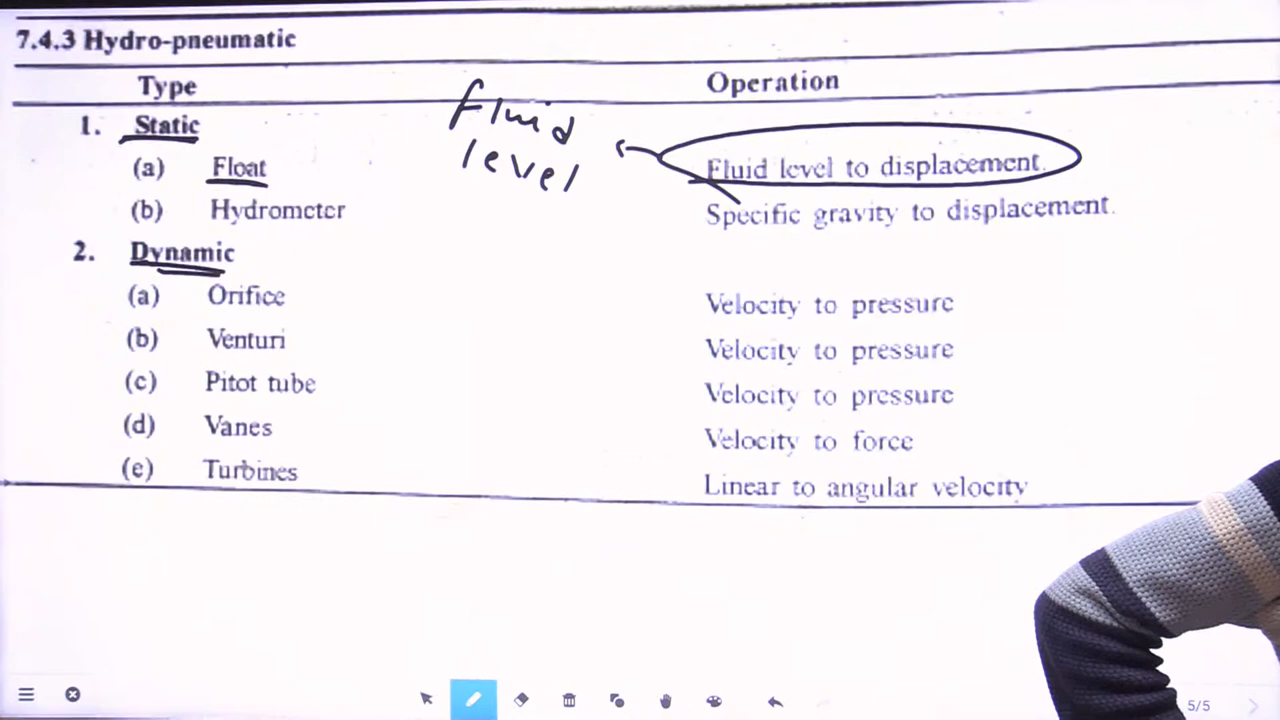 7.4.3 Hydro-pneumatic
Type Operation
1. Static
(a) Float Fluid level to displacement.
(b) Hydrometer Specific gravity to displacement.
2. Dynamic
(a) Orifice Velocity to pressure
(b) Venturi Velocity to pressure
(c) Pitot tube Velocity to pressure
(d) Vanes Velocity to force
(e) Turbines Linear to angular velocity
Fluid
level
5/5